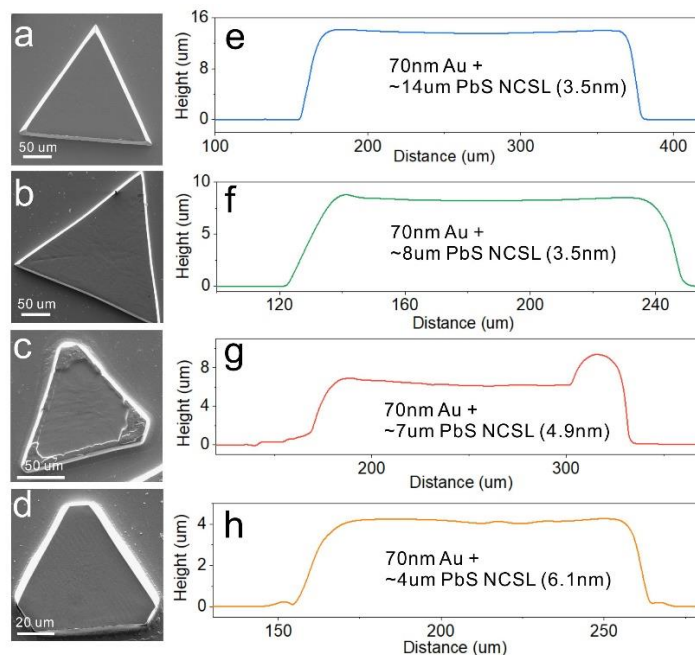 a
50 um
b
50 um
c
50 um
d
20 um
e
Height (um)
16
12
8
4
0
70nm Au +
~14um PbS NCSL (3.5nm)
100
200
300
400
Distance (um)
f
Height (um)
10
5
0
70nm Au +
~8um PbS NCSL (3.5nm)
120
160
200
240
Distance (um)
g
Height (um)
8
4
0
70nm Au +
~7um PbS NCSL (4.9nm)
200
300
Distance (um)
h
Height (um)
4
2
0
70nm Au +
~4um PbS NCSL (6.1nm)
150
200
250
Distance (um)